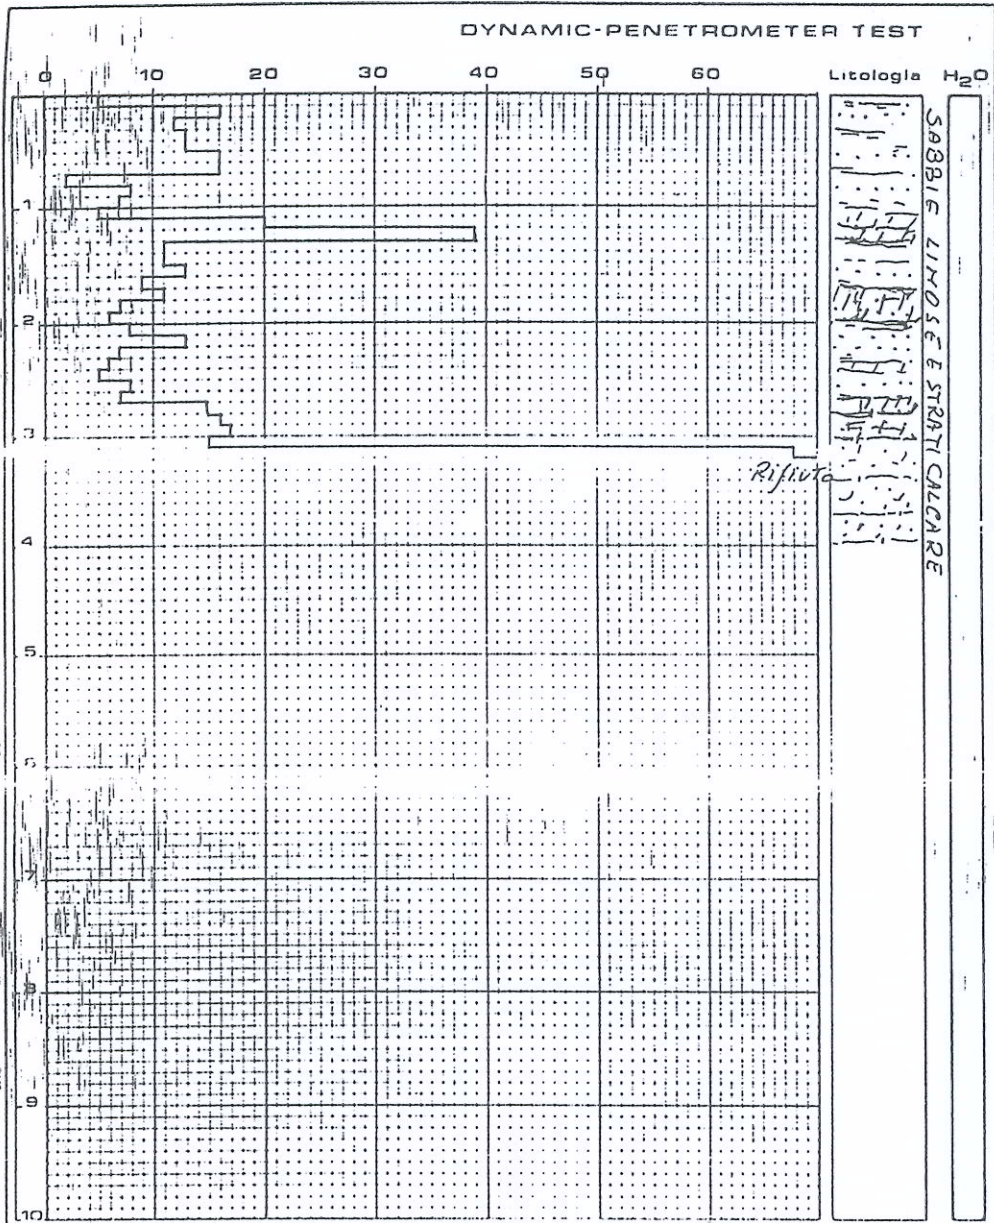 DYNAMIC-PENETROMETER TEST
0 10 20 30 40 50 60 Litologia H2O
1
2
3
4
5
6
7
8
9
10
Rifiuto
SABBIE LIMOSE E STRATI CALCARE